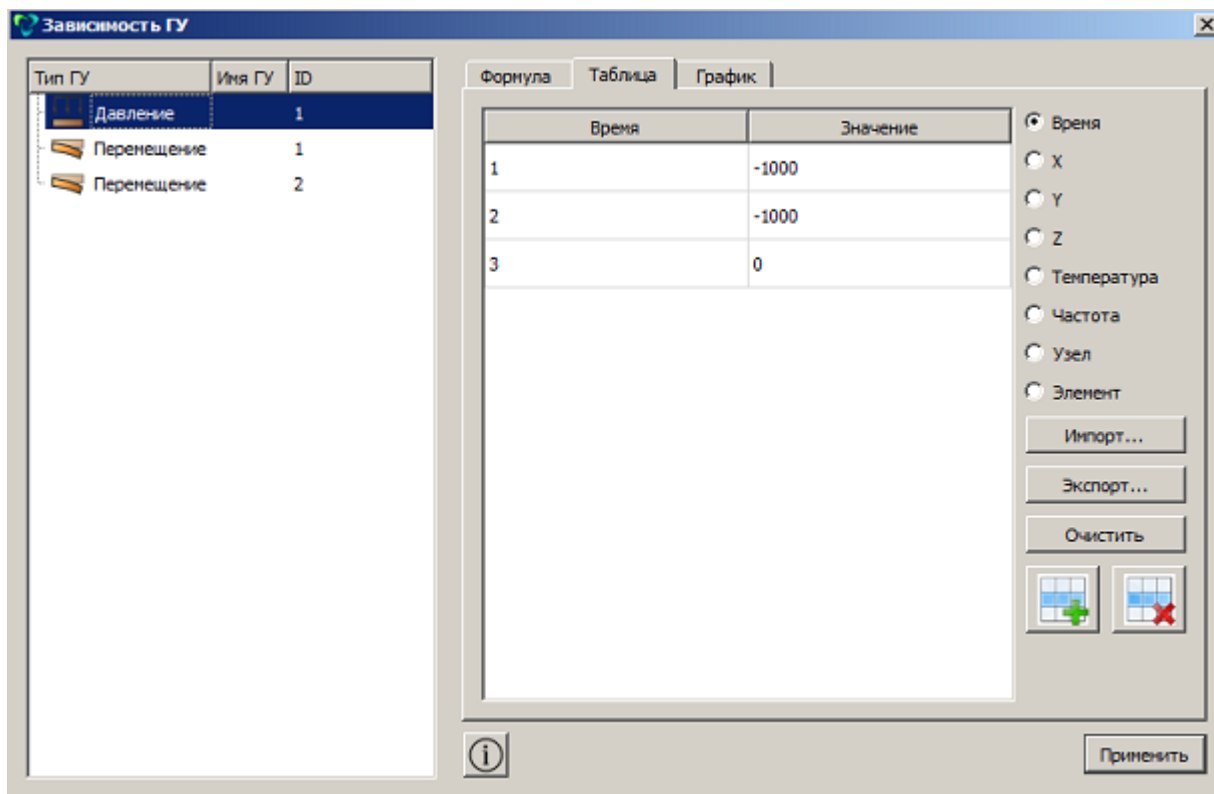 Зависимость ГУ
Тип ГУ Имя ГУ ID
Давление 1
Перемещение 1
Перемещение 2
Формула Таблица График
Время Значение
1 -1000
2 -1000
3 0
Время
X
Y
Z
Температура
Частота
Узел
Элемент
Импорт...
Экспорт...
Очистить
Применить